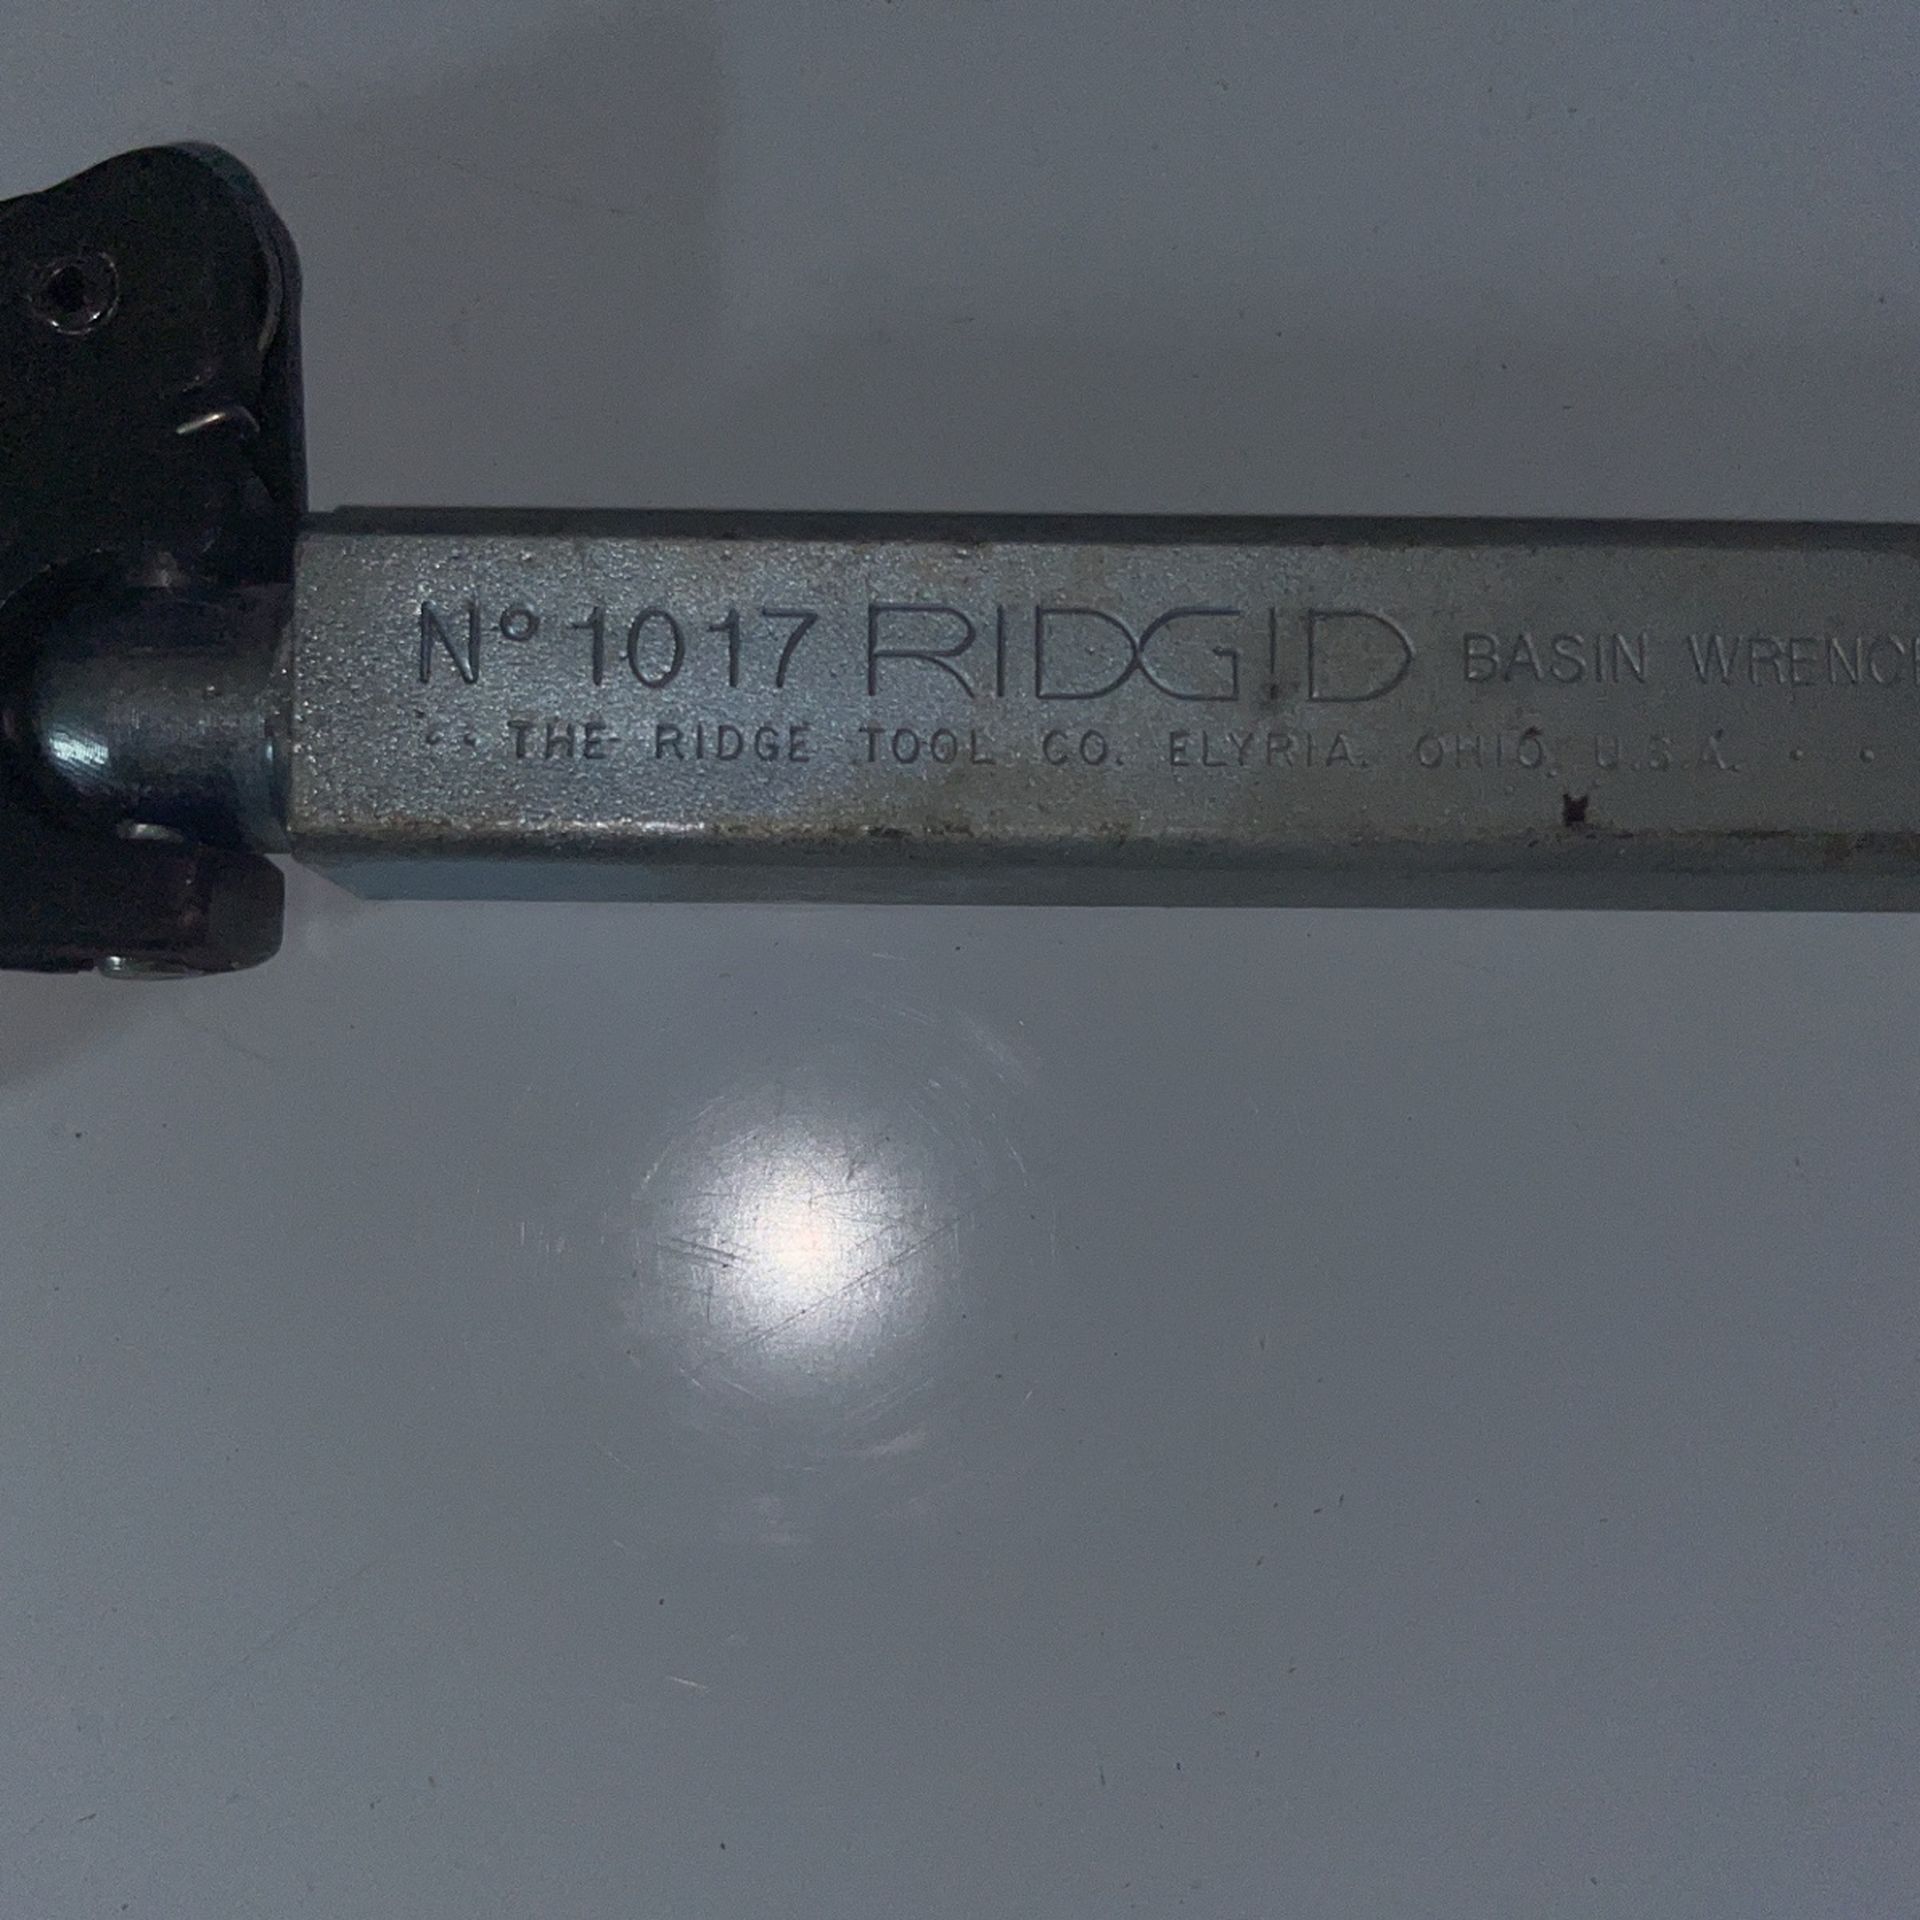 Nº 1017 RIDGID BASIN WRENCH
· · THE RIDGE TOOL CO. ELYRIA. OHIO. U.S.A. · ·